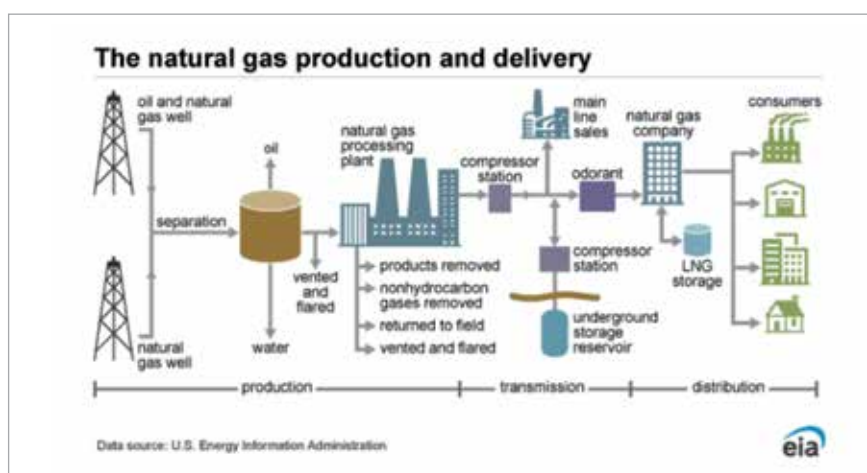 The natural gas production and delivery
oil and natural
gas well
separation
natural gas
well
oil
water
vented
and
flared
natural gas
processing
plant
products removed
nonhydrocarbon
gases removed
returned to field
vented and flared
compressor
station
main
line
sales
odorant
compressor
station
underground
storage
reservoir
natural gas
company
LNG
storage
consumers
production
transmission
distribution
Data source: U.S. Energy Information Administration
eia